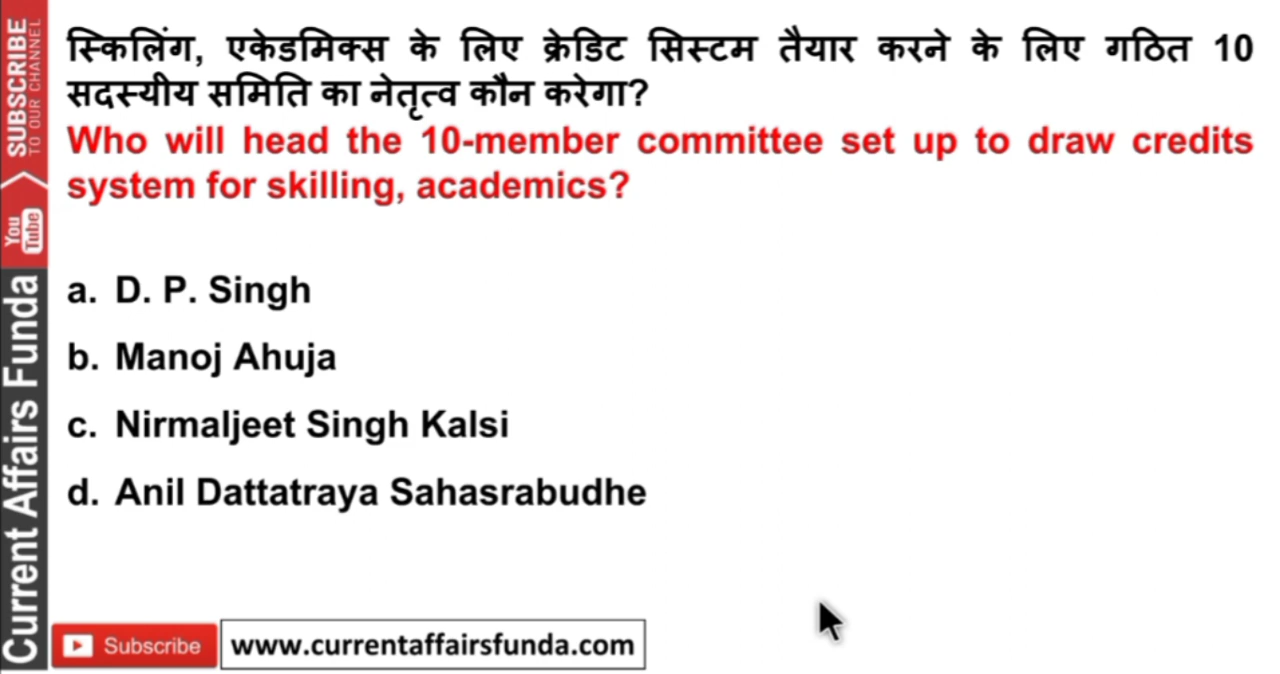 स्किलिंग, एकेडमिक्स के लिए क्रेडिट सिस्टम तैयार करने के लिए गठित 10
सदस्यीय समिति का नेतृत्व कौन करेगा?
Who will head the 10-member committee set up to draw credits
system for skilling, academics?
a. D. P. Singh
b. Manoj Ahuja
c. Nirmaljeet Singh Kalsi
d. Anil Dattatraya Sahasrabudhe
Subscribe
www.currentaffairsfunda.com
SUBSCRIBE
TO OUR CHANNEL
You
Tube
Current Affairs Funda